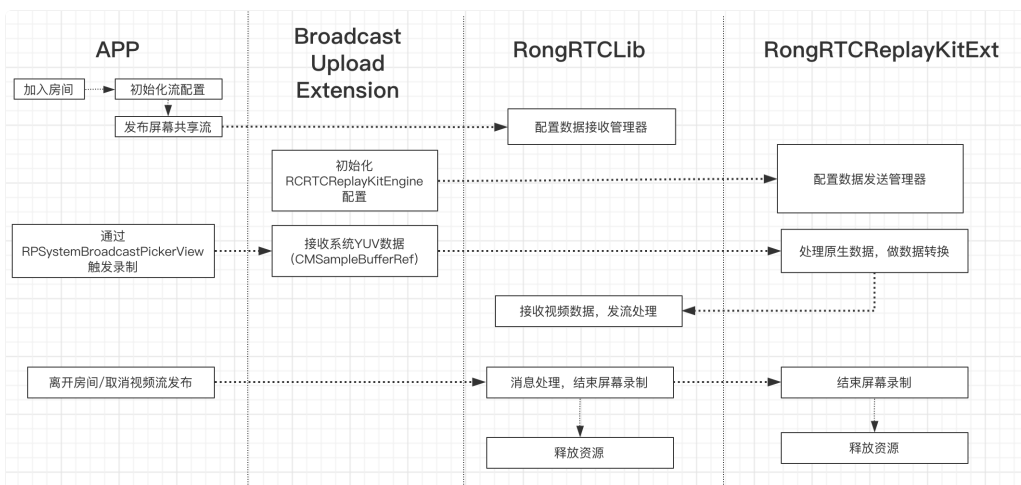 APP
Broadcast
Upload
Extension
RongRTCLib
RongRTCReplayKitExt
加入房间
初始化流配置
发布屏幕共享流
配置数据接收管理器
初始化
RCRTCReplayKitEngine
配置
配置数据发送管理器
通过
RPSystemBroadcastPickerView
触发录制
接收系统YUV数据
（CMSampleBufferRef）
处理原生数据，做数据转换
接收视频数据，发流处理
离开房间/取消视频流发布
消息处理，结束屏幕录制
结束屏幕录制
释放资源
释放资源